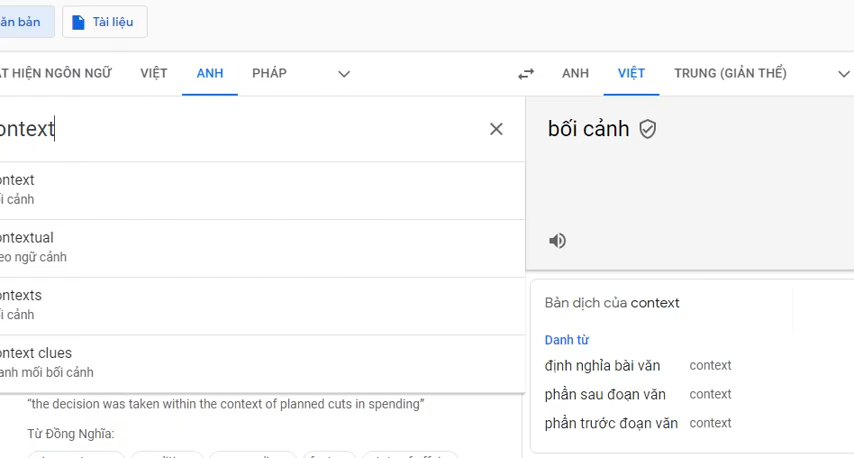 ăn bản Tài liệu
ÁT HIỆN NGÔN NGỮ VIỆT ANH PHÁP ANH VIỆT TRUNG (GIẢN THỂ)
ontext
bối cảnh
ontext
ối cảnh
ontextual
eo ngữ cảnh
ontexts
ối cảnh
ontext clues
anh mối bối cảnh
Bản dịch của context
Danh từ
định nghĩa bài văn context
phần sau đoạn văn context
phần trước đoạn văn context
“the decision was taken within the context of planned cuts in spending”
Từ Đồng Nghĩa: